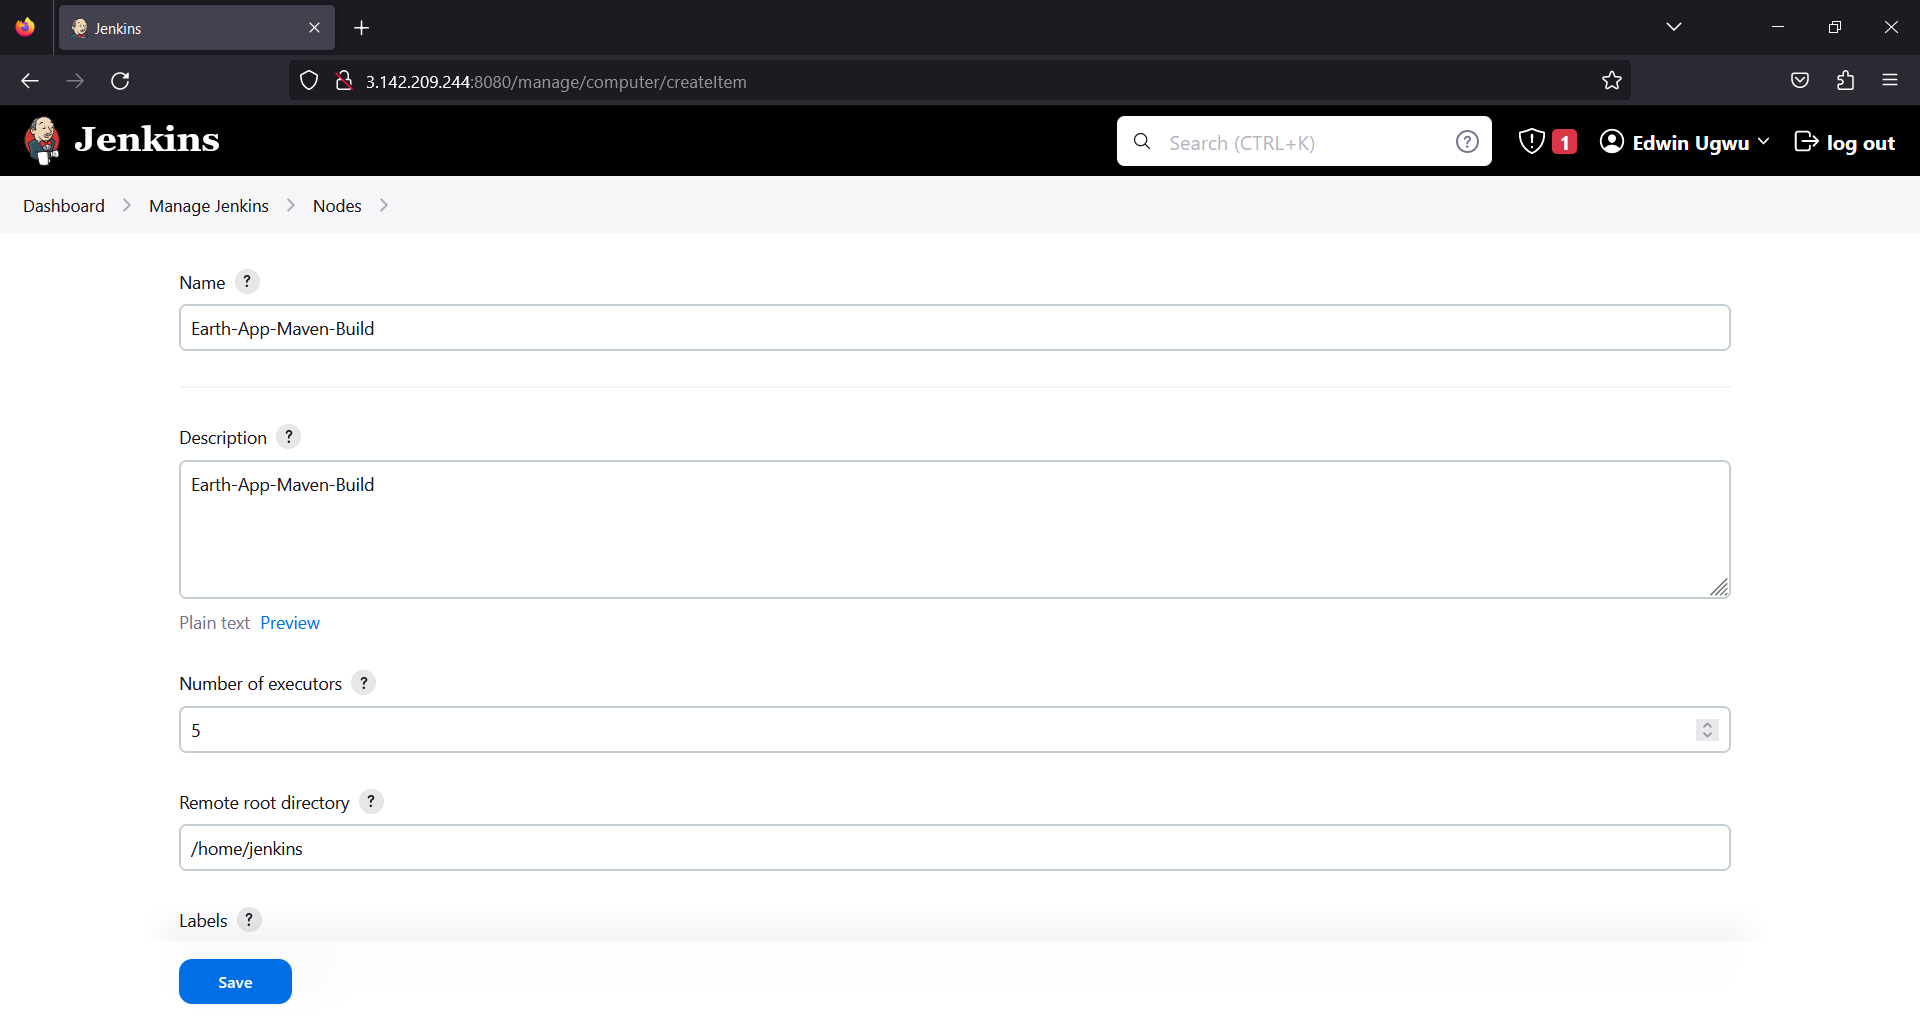 Jenkins
3.142.209.244:8080/manage/computer/createItem
Jenkins
Search (CTRL+K)
?
1
Edwin Ugwu
log out
Dashboard
Manage Jenkins
Nodes
Name ?
Earth-App-Maven-Build
Description ?
Earth-App-Maven-Build
Plain text Preview
Number of executors ?
5
Remote root directory ?
/home/jenkins
Labels ?
Save